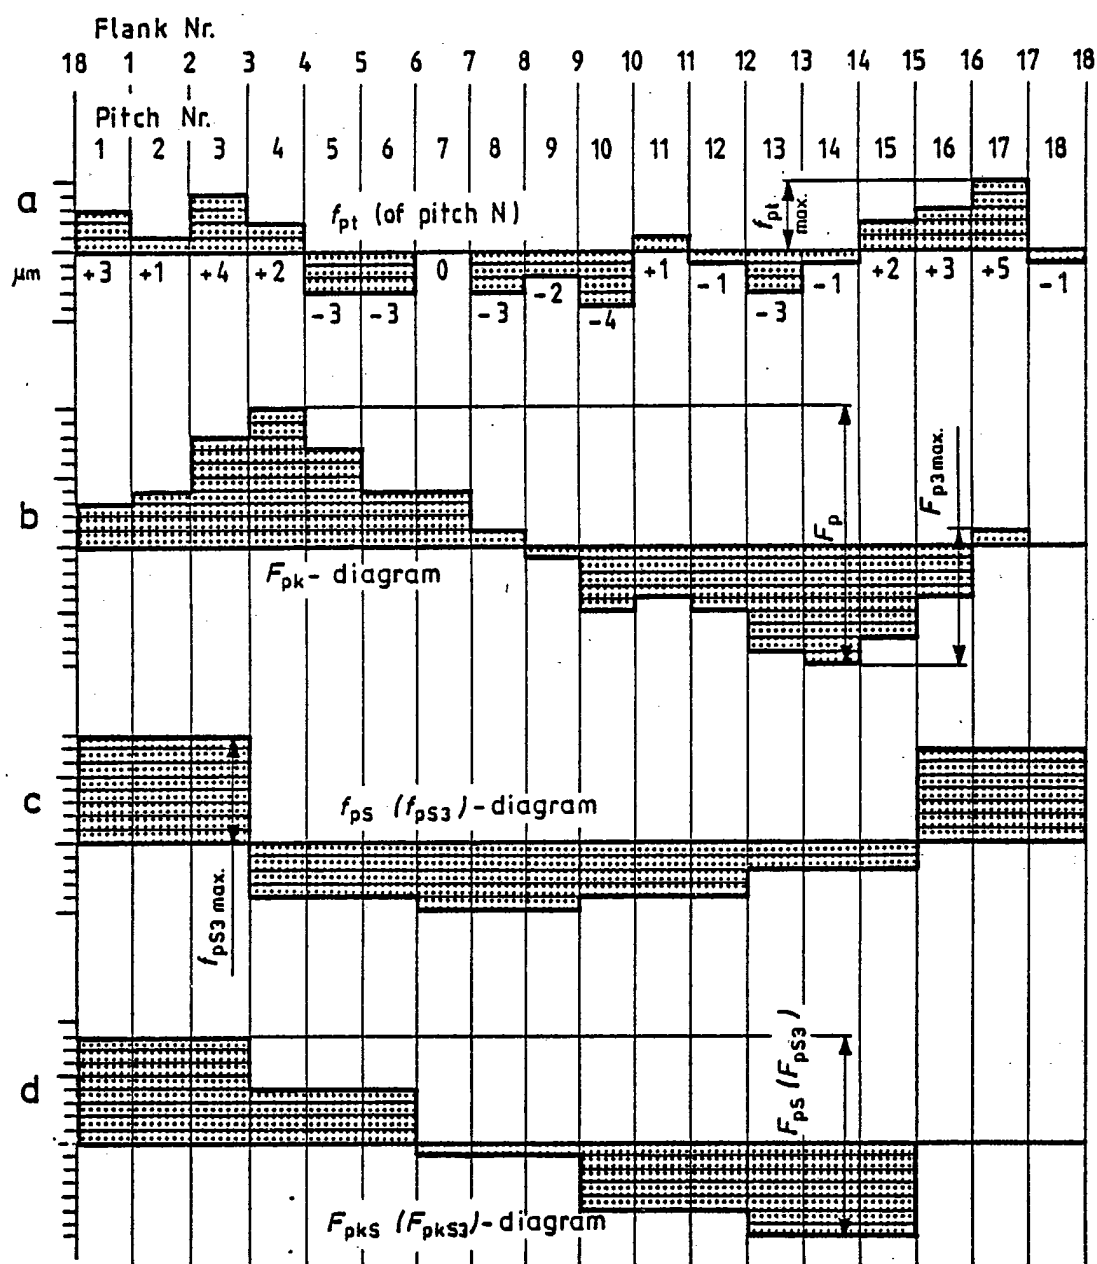 Flank Nr.
18 1 2 3 4 5 6 7 8 9 10 11 12 13 14 15 16 17 18
Pitch Nr.
1 2 3 4 5 6 7 8 9 10 11 12 13 14 15 16 17 18
a
fpt (of pitch N)
fpt max.
µm
+3 +1 +4 +2 0 -2 +1 -1 -1 +2 +3 +5 -1
-3 -3 -3 -4 -3
b
Fp
Fp3 max.
Fpk- diagram
c
fpS (fpS3)-diagram
fpS3 max.
d
FpS (FpS3)
FpkS (FpkS3)-diagram